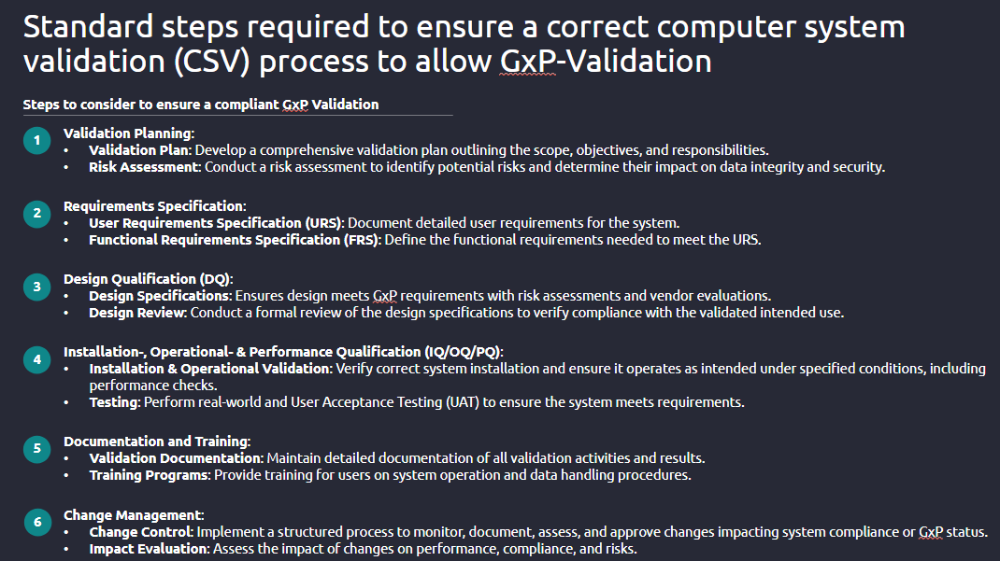 Standard steps required to ensure a correct computer system
validation (CSV) process to allow GxP-Validation
Steps to consider to ensure a compliant GxP Validation
1
Validation Planning:
• Validation Plan: Develop a comprehensive validation plan outlining the scope, objectives, and responsibilities.
• Risk Assessment: Conduct a risk assessment to identify potential risks and determine their impact on data integrity and security.
2
Requirements Specification:
• User Requirements Specification (URS): Document detailed user requirements for the system.
• Functional Requirements Specification (FRS): Define the functional requirements needed to meet the URS.
3
Design Qualification (DQ):
• Design Specifications: Ensures design meets GxP requirements with risk assessments and vendor evaluations.
• Design Review: Conduct a formal review of the design specifications to verify compliance with the validated intended use.
4
Installation-, Operational- & Performance Qualification (IQ/OQ/PQ):
• Installation & Operational Validation: Verify correct system installation and ensure it operates as intended under specified conditions, including
performance checks.
• Testing: Perform real-world and User Acceptance Testing (UAT) to ensure the system meets requirements.
5
Documentation and Training:
• Validation Documentation: Maintain detailed documentation of all validation activities and results.
• Training Programs: Provide training for users on system operation and data handling procedures.
6
Change Management:
• Change Control: Implement a structured process to monitor, document, assess, and approve changes impacting system compliance or GxP status.
• Impact Evaluation: Assess the impact of changes on performance, compliance, and risks.